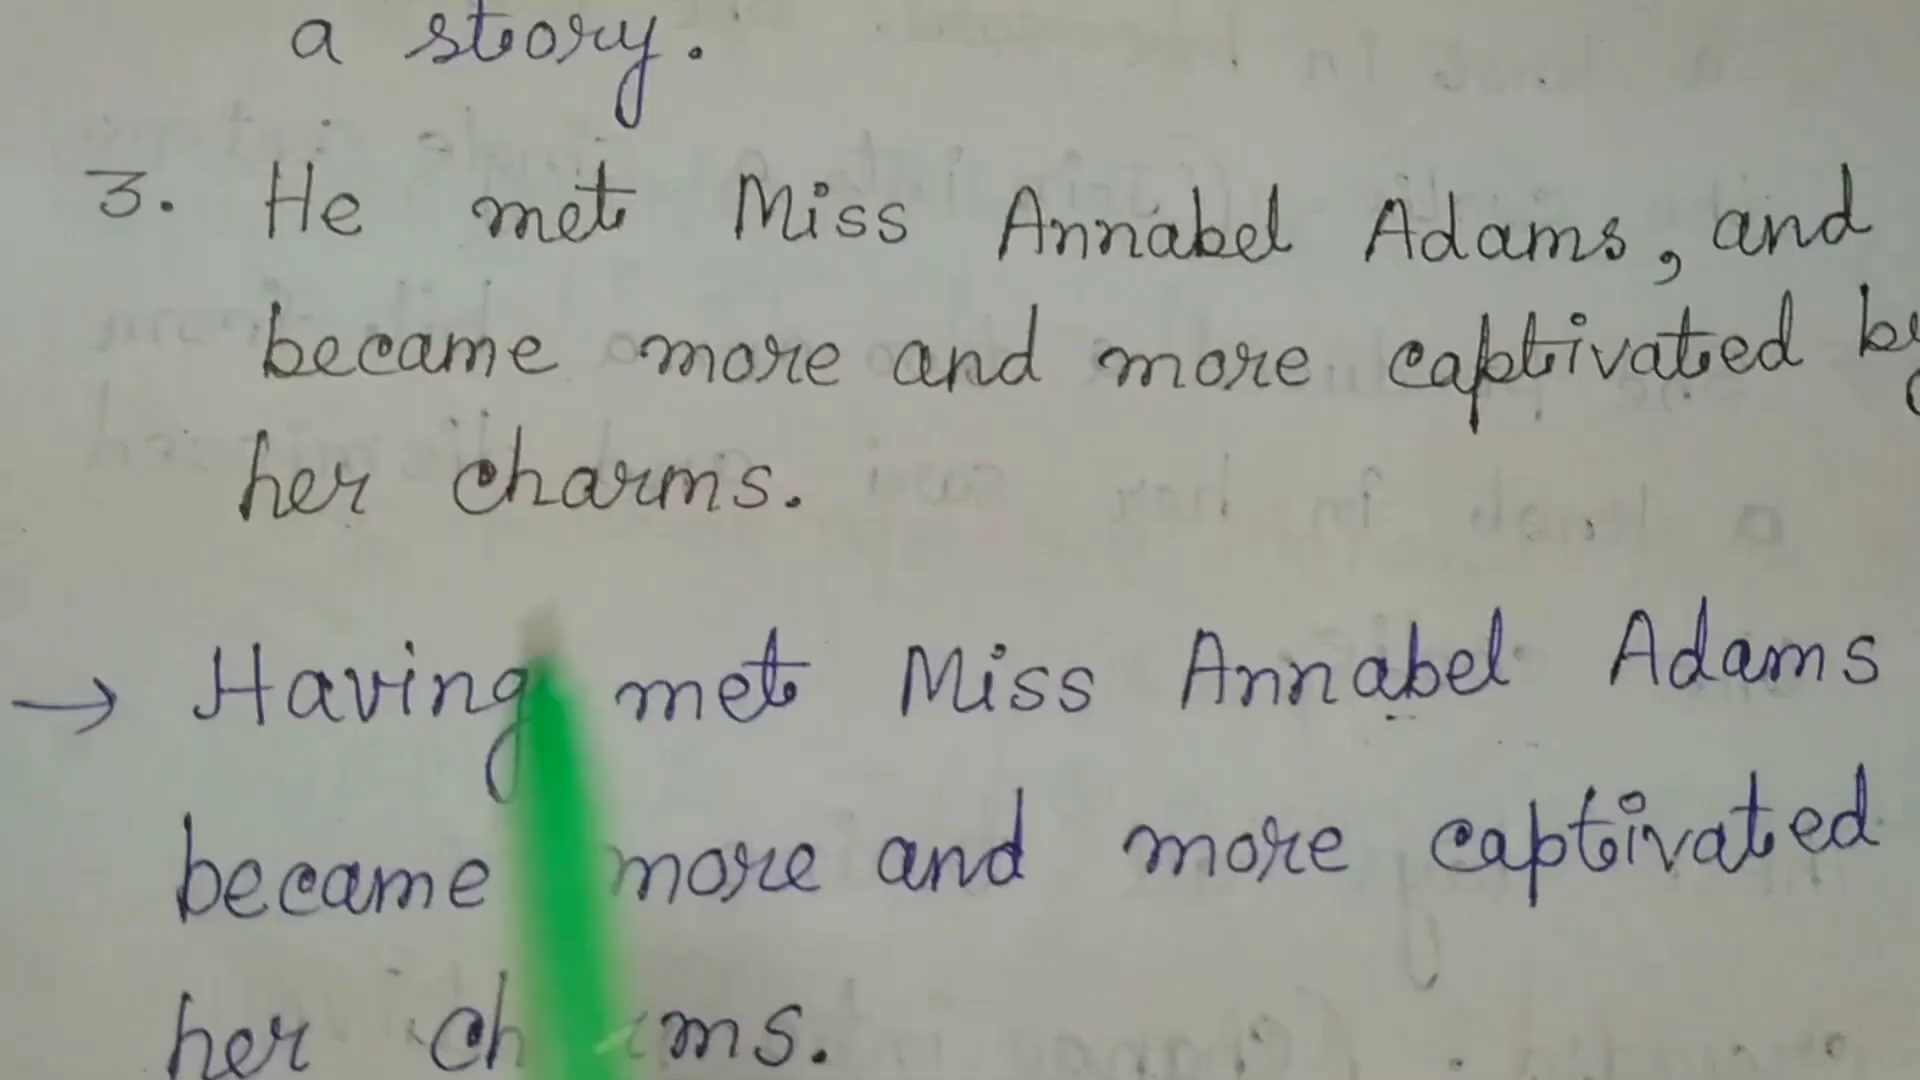 a story.
3. He met Miss Annabel Adams, and
became more and more captivated by
her charms.
→ Having met Miss Annabel Adams
became more and more captivated
her